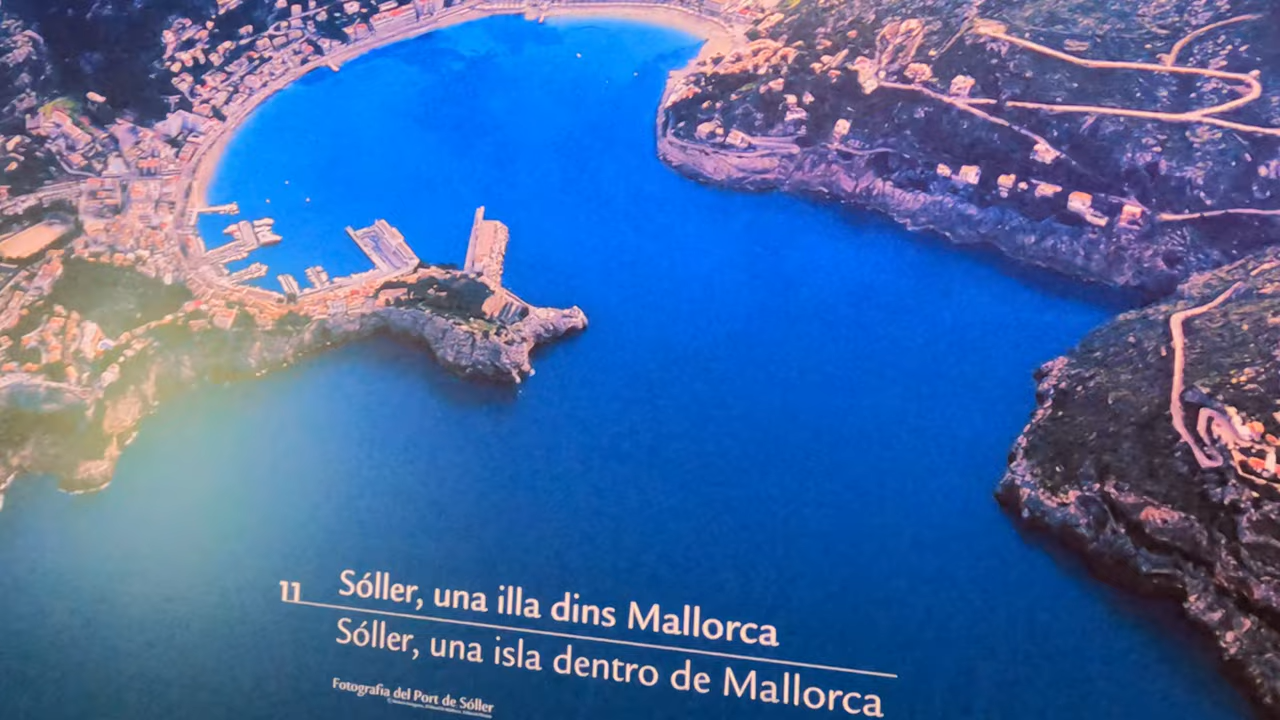 11
Sóller, una illa dins Mallorca
Sóller, una isla dentro de Mallorca
Fotografia del Port de Sóller